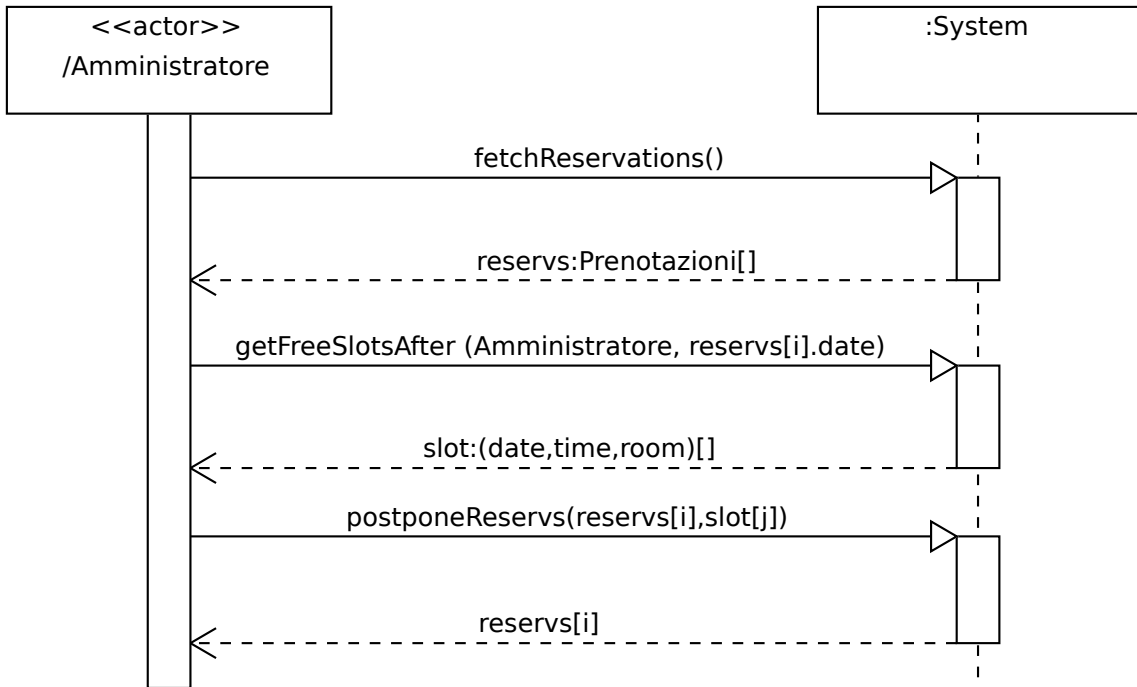 <<actor>>
/Amministratore
:System
fetchReservations()
reservs:Prenotazioni[]
getFreeSlotsAfter (Amministratore, reservs[i].date)
slot:(date,time,room)[]
postponeReservs(reservs[i],slot[j])
reservs[i]